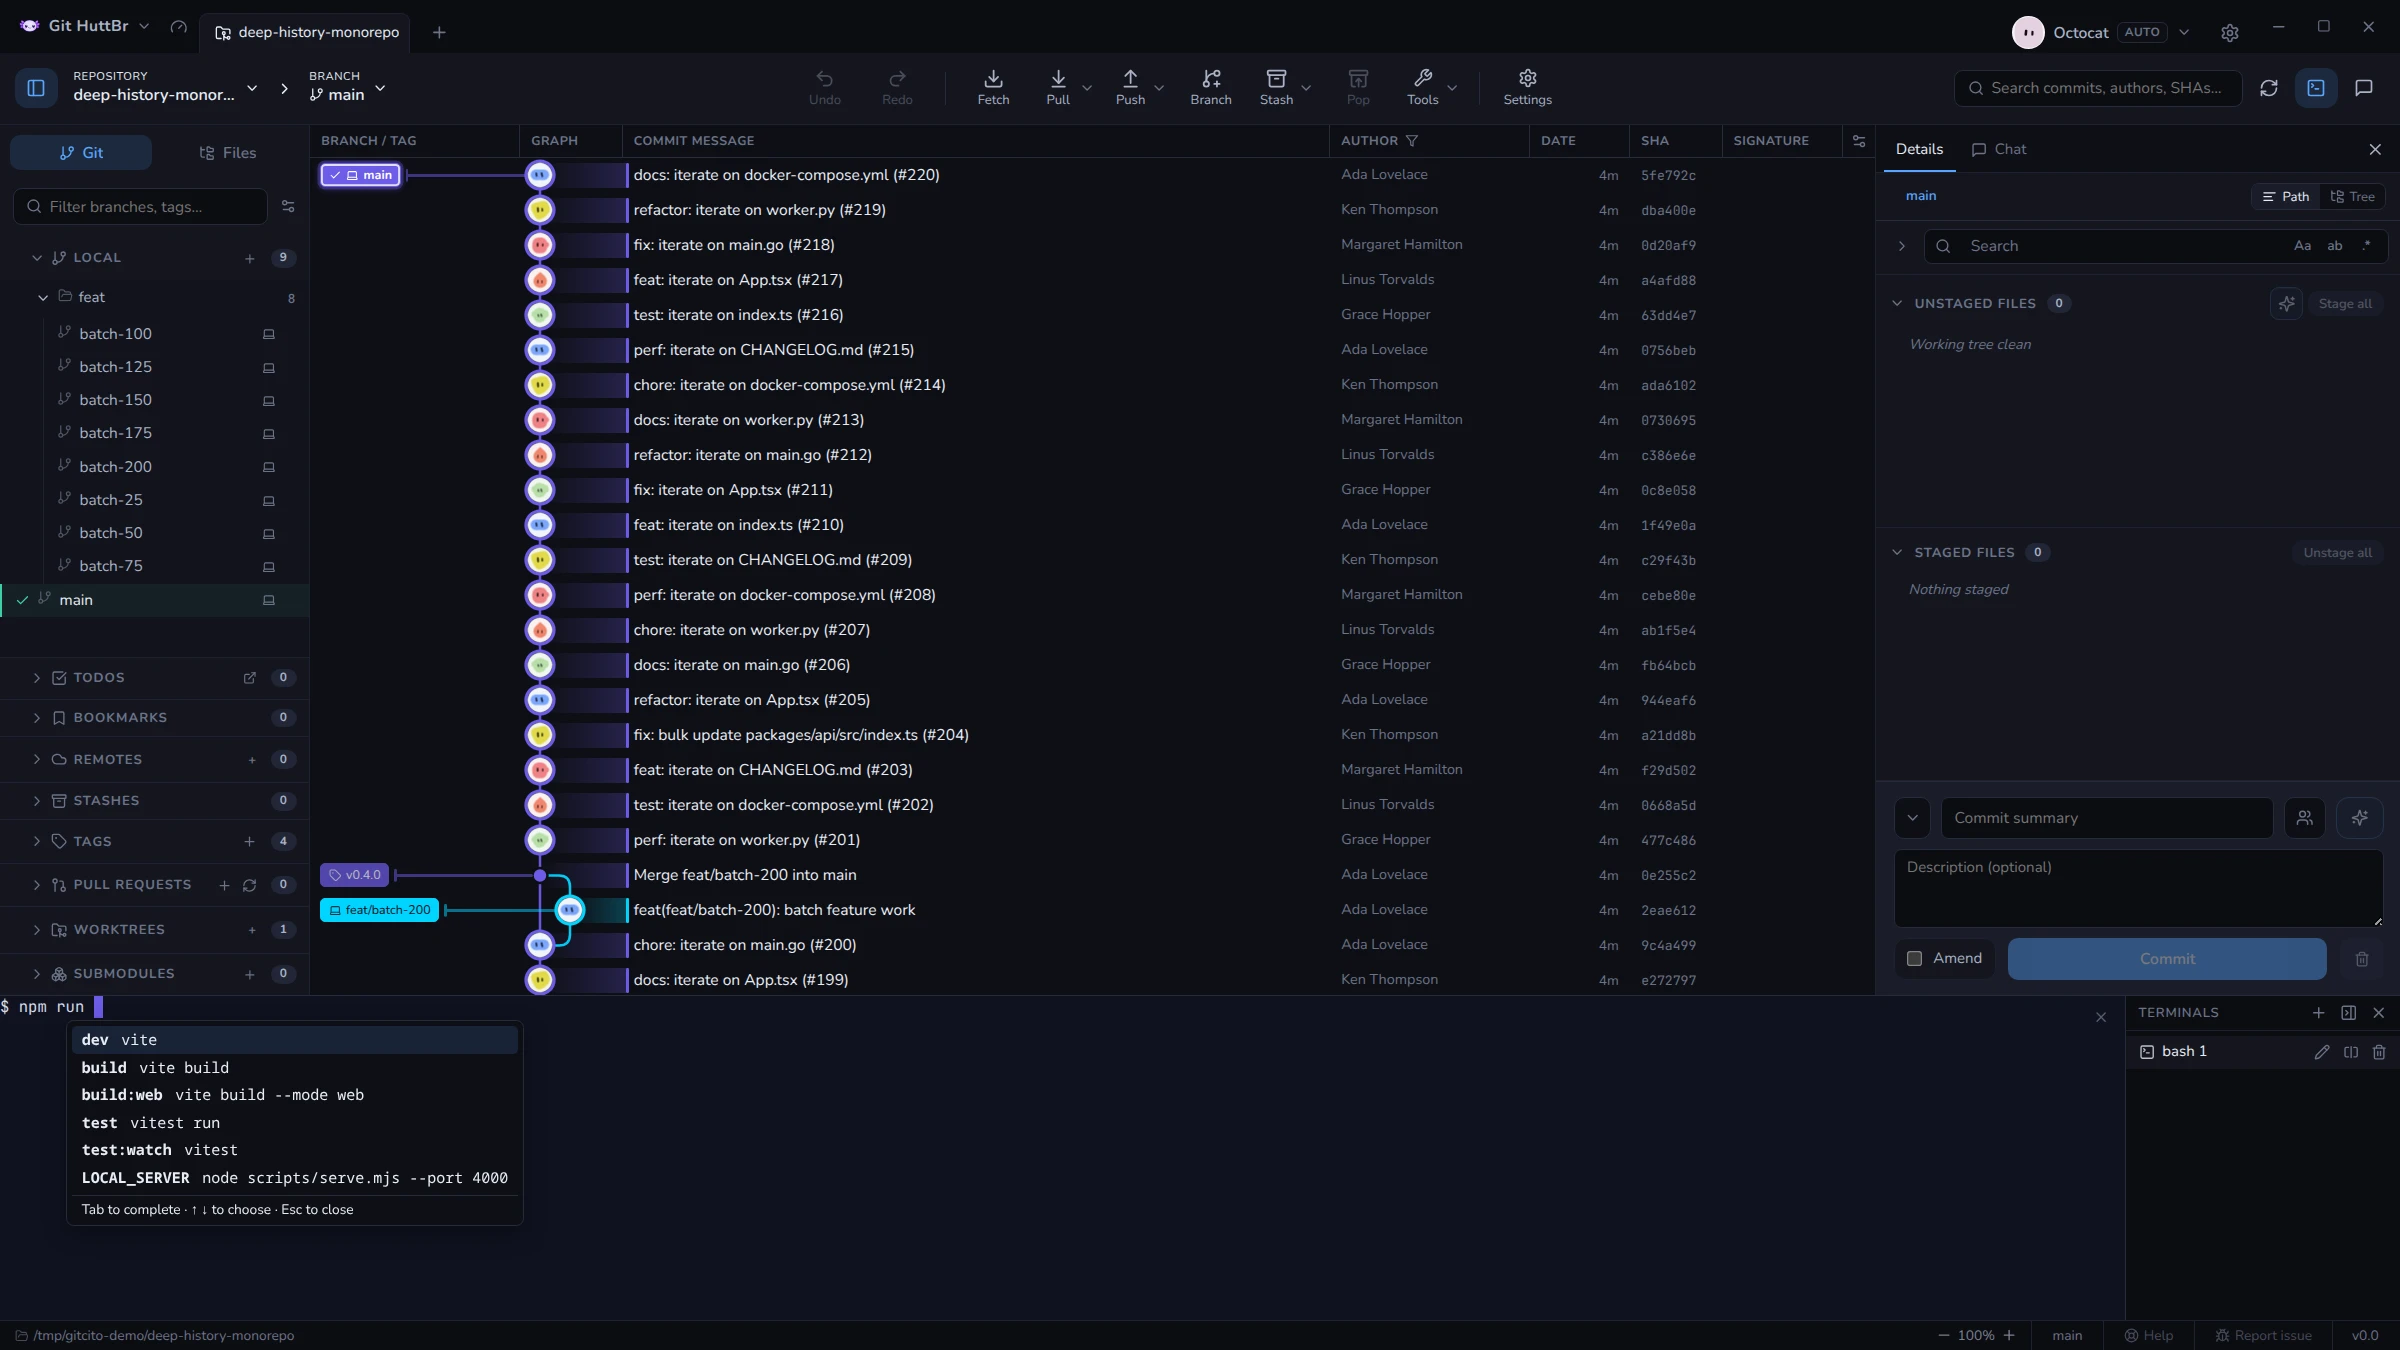 Git HuttBr
deep-history-monorepo
Octocat AUTO
REPOSITORY
deep-history-monor...
BRANCH
main
Undo
Redo
Fetch
Pull
Push
Branch
Stash
Pop
Tools
Settings
Search commits, authors, SHAs...
Git
Files
Filter branches, tags...
LOCAL 9
feat 8
batch-100
batch-125
batch-150
batch-175
batch-200
batch-25
batch-50
batch-75
main
TODOS 0
BOOKMARKS 0
REMOTES 0
STASHES 0
TAGS 4
PULL REQUESTS 0
WORKTREES 1
SUBMODULES 0
BRANCH / TAG GRAPH COMMIT MESSAGE AUTHOR DATE SHA SIGNATURE
main docs: iterate on docker-compose.yml (#220) Ada Lovelace 4m 5fe792c
refactor: iterate on worker.py (#219) Ken Thompson 4m dba400e
fix: iterate on main.go (#218) Margaret Hamilton 4m 0d20af9
feat: iterate on App.tsx (#217) Linus Torvalds 4m a4afd88
test: iterate on index.ts (#216) Grace Hopper 4m 63dd4e7
perf: iterate on CHANGELOG.md (#215) Ada Lovelace 4m 0756beb
chore: iterate on docker-compose.yml (#214) Ken Thompson 4m ada6102
docs: iterate on worker.py (#213) Margaret Hamilton 4m 0730695
refactor: iterate on main.go (#212) Linus Torvalds 4m c386e6e
fix: iterate on App.tsx (#211) Grace Hopper 4m 0c8e058
feat: iterate on index.ts (#210) Ada Lovelace 4m 1f49e0a
test: iterate on CHANGELOG.md (#209) Ken Thompson 4m c29f43b
perf: iterate on docker-compose.yml (#208) Margaret Hamilton 4m cebe80e
chore: iterate on worker.py (#207) Linus Torvalds 4m ab1f5e4
docs: iterate on main.go (#206) Grace Hopper 4m fb64bcb
refactor: iterate on App.tsx (#205) Ada Lovelace 4m 944eaf6
fix: bulk update packages/api/src/index.ts (#204) Ken Thompson 4m a21dd8b
feat: iterate on CHANGELOG.md (#203) Margaret Hamilton 4m f29d502
test: iterate on docker-compose.yml (#202) Linus Torvalds 4m 0668a5d
perf: iterate on worker.py (#201) Grace Hopper 4m 477c486
v0.4.0 Merge feat/batch-200 into main Ada Lovelace 4m 0e255c2
feat/batch-200 feat(feat/batch-200): batch feature work Ada Lovelace 4m 2eae612
chore: iterate on main.go (#200) Ada Lovelace 4m 9c4a499
docs: iterate on App.tsx (#199) Ken Thompson 4m e272797
Details
Chat
main
Path
Tree
Search Aa ab .*
UNSTAGED FILES 0 Stage all
Working tree clean
STAGED FILES 0 Unstage all
Nothing staged
Commit summary
Description (optional)
Amend
Commit
$ npm run
dev vite
build vite build
build:web vite build --mode web
test vitest run
test:watch vitest
LOCAL_SERVER node scripts/serve.mjs --port 4000
Tab to complete · ↑ ↓ to choose · Esc to close
TERMINALS
bash 1
/tmp/gitcito-demo/deep-history-monorepo
100%
main
Help
Report issue
v0.0